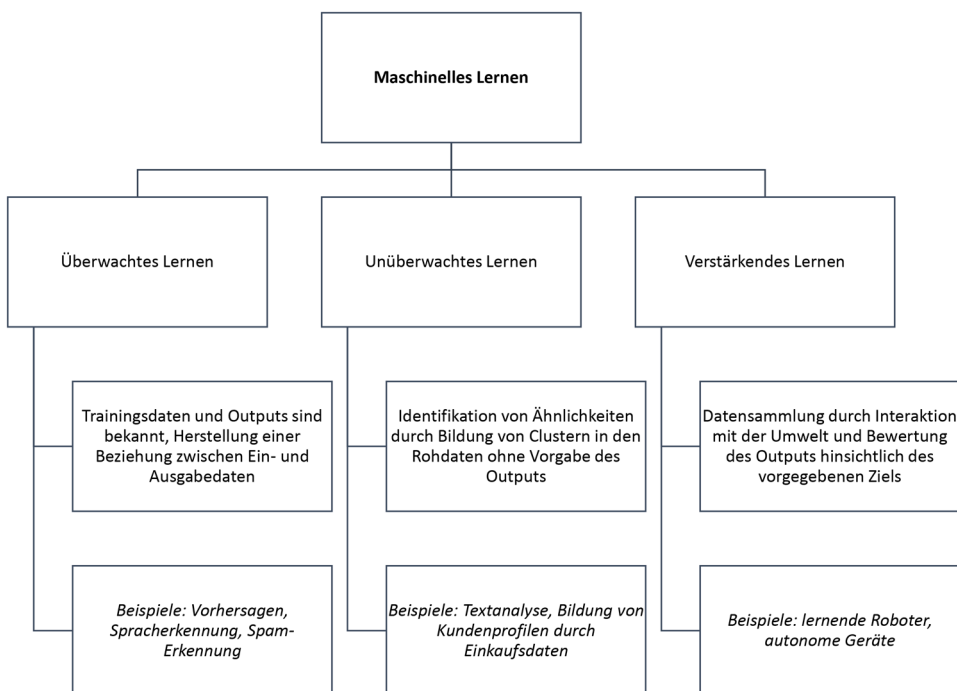 Maschinelles Lernen
Überwachtes Lernen
Unüberwachtes Lernen
Verstärkendes Lernen
Trainingsdaten und Outputs sind
bekannt, Herstellung einer
Beziehung zwischen Ein- und
Ausgabedaten
Identifikation von Ähnlichkeiten
durch Bildung von Clustern in den
Rohdaten ohne Vorgabe des
Outputs
Datensammlung durch Interaktion
mit der Umwelt und Bewertung
des Outputs hinsichtlich des
vorgegebenen Ziels
Beispiele: Vorhersagen,
Spracherkennung, Spam-
Erkennung
Beispiele: Textanalyse, Bildung von
Kundenprofilen durch
Einkaufsdaten
Beispiele: lernende Roboter,
autonome Geräte